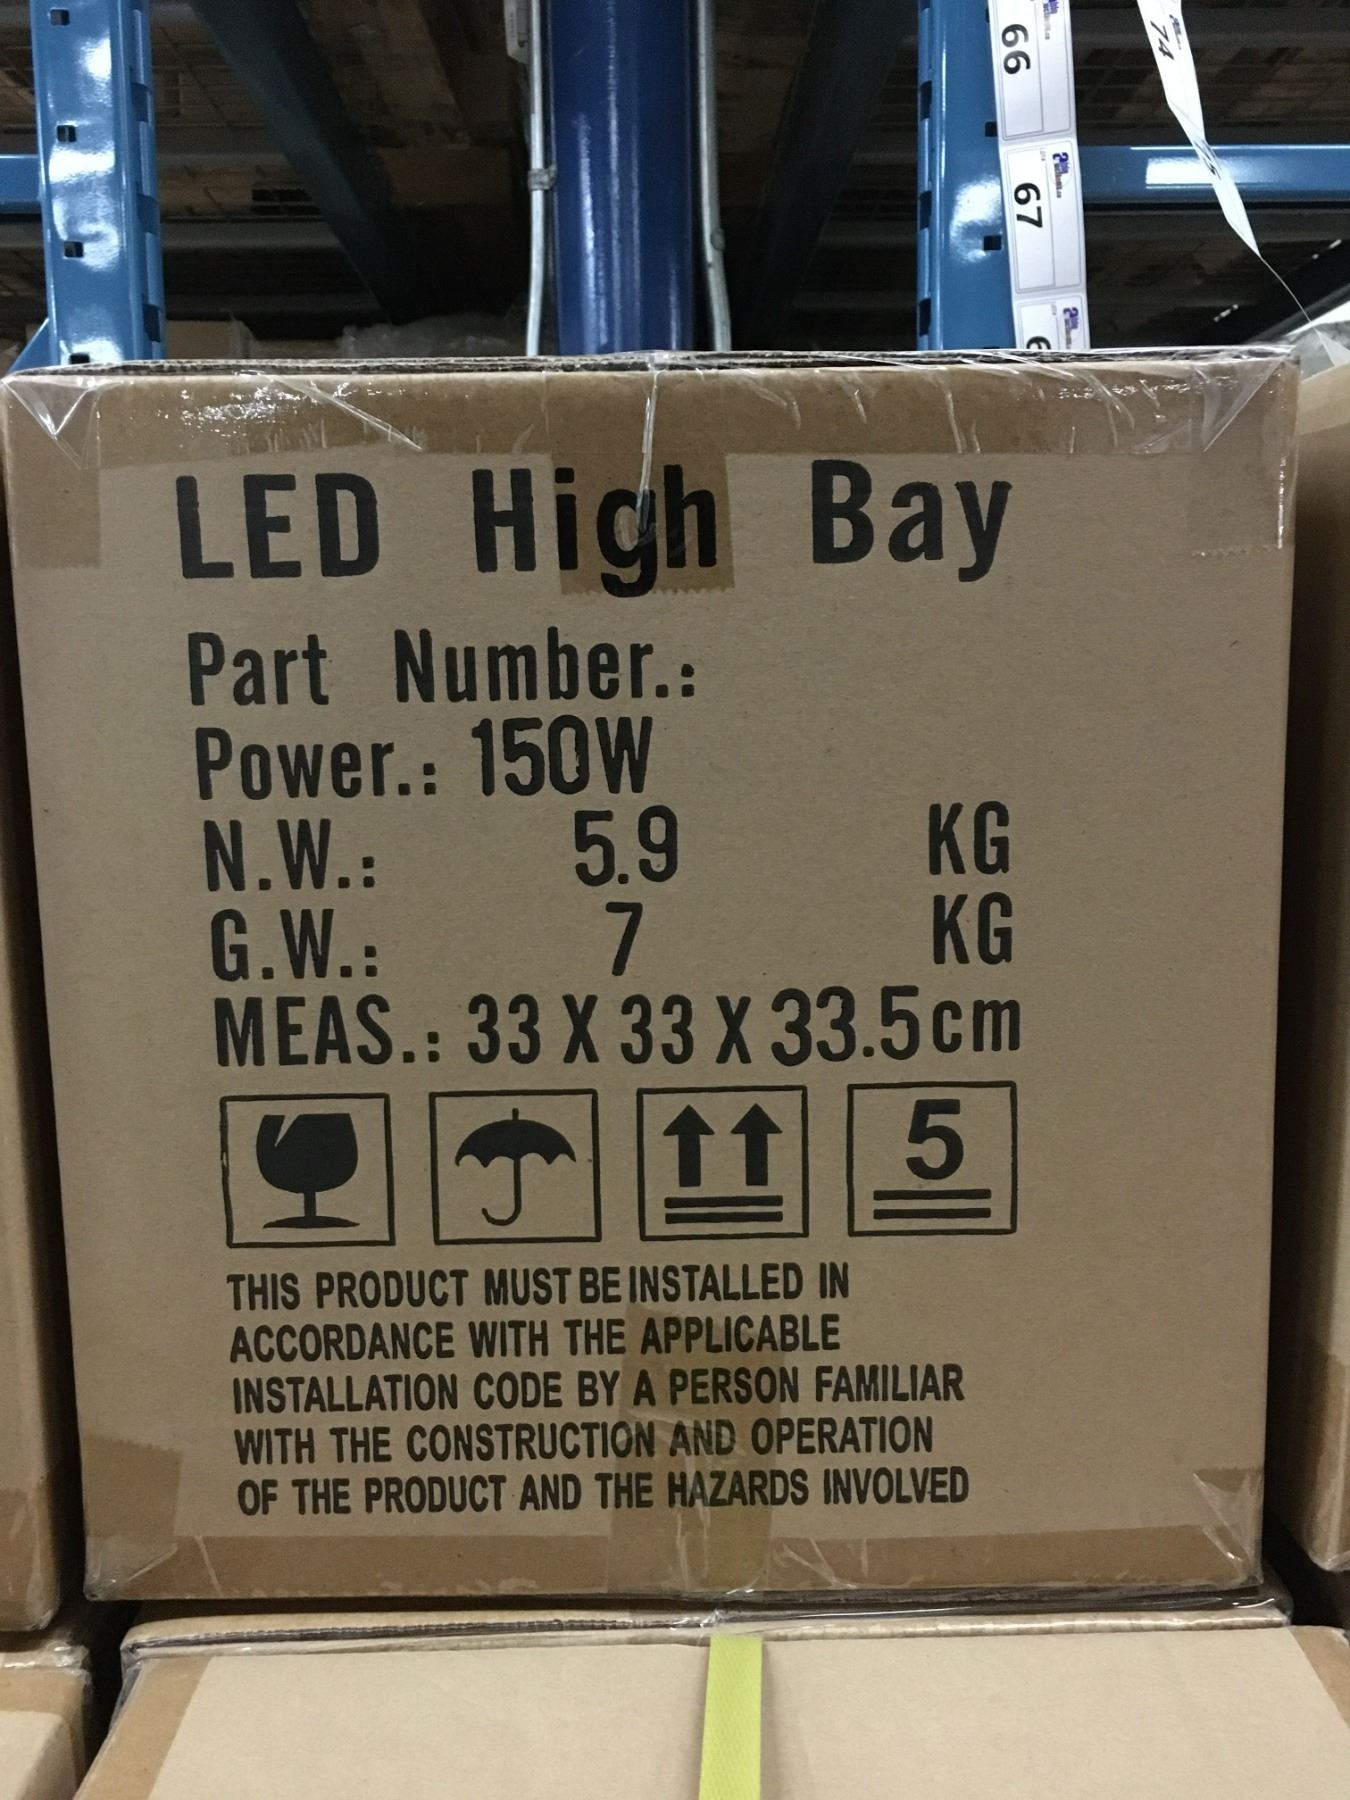 66
74
67
LED High Bay
Part Number.:
Power.: 150W
N.W.: 5.9 KG
G.W.: 7 KG
MEAS.: 33 X 33 X 33.5cm
5
THIS PRODUCT MUST BE INSTALLED IN
ACCORDANCE WITH THE APPLICABLE
INSTALLATION CODE BY A PERSON FAMILIAR
WITH THE CONSTRUCTION AND OPERATION
OF THE PRODUCT AND THE HAZARDS INVOLVED